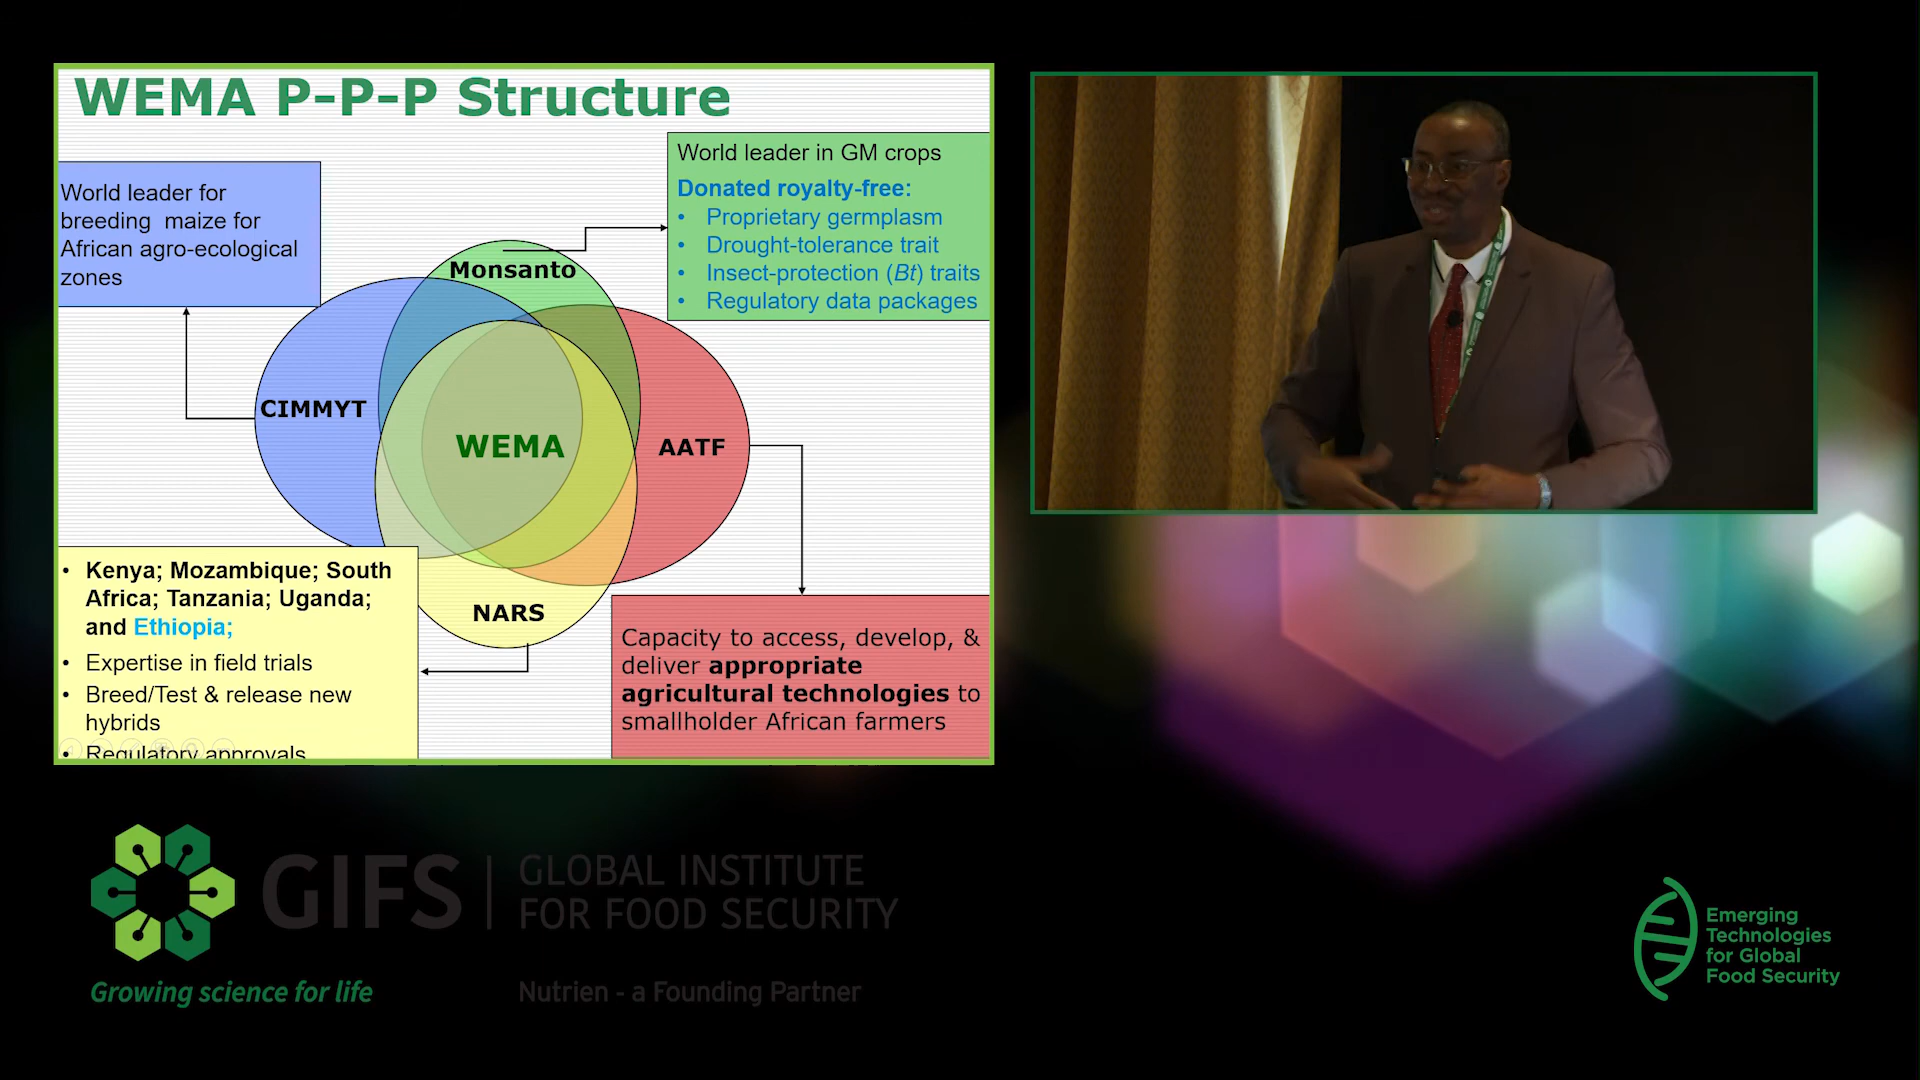 WEMA P-P-P Structure
World leader for
breeding maize for
African agro-ecological
zones
World leader in GM crops
Donated royalty-free:
• Proprietary germplasm
• Drought-tolerance trait
• Insect-protection (Bt) traits
• Regulatory data packages
Monsanto
CIMMYT
WEMA
AATF
NARS
• Kenya; Mozambique; South
Africa; Tanzania; Uganda;
and Ethiopia;
• Expertise in field trials
• Breed/Test & release new
hybrids
• Regulatory approvals
Capacity to access, develop, &
deliver appropriate
agricultural technologies to
smallholder African farmers
GIFS
GLOBAL INSTITUTE
FOR FOOD SECURITY
Growing science for life
Nutrien - a Founding Partner
Emerging
Technologies
for Global
Food Security